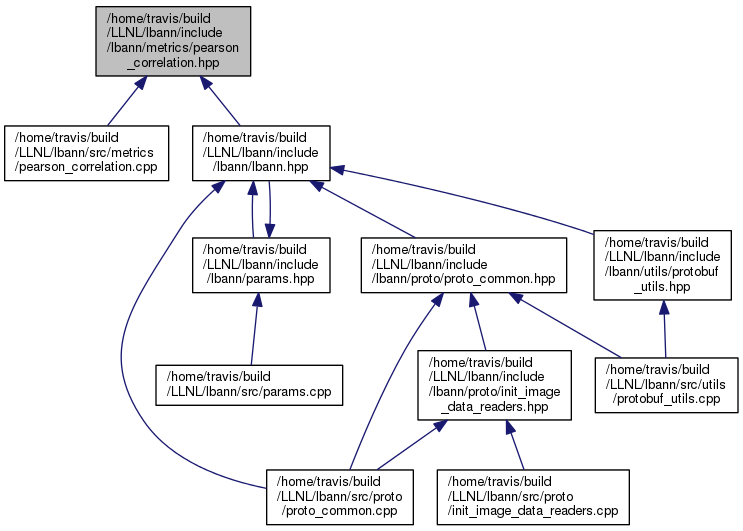 /home/travis/build
/LLNL/lbann/include
/lbann/metrics/pearson
_correlation.hpp
/home/travis/build
/LLNL/lbann/src/metrics
/pearson_correlation.cpp
/home/travis/build
/LLNL/lbann/include
/lbann/lbann.hpp
/home/travis/build
/LLNL/lbann/include
/lbann/params.hpp
/home/travis/build
/LLNL/lbann/include
/lbann/proto/proto_common.hpp
/home/travis/build
/LLNL/lbann/include
/lbann/utils/protobuf
_utils.hpp
/home/travis/build
/LLNL/lbann/src/params.cpp
/home/travis/build
/LLNL/lbann/include
/lbann/proto/init_image
_data_readers.hpp
/home/travis/build
/LLNL/lbann/src/utils
/protobuf_utils.cpp
/home/travis/build
/LLNL/lbann/src/proto
/proto_common.cpp
/home/travis/build
/LLNL/lbann/src/proto
/init_image_data_readers.cpp